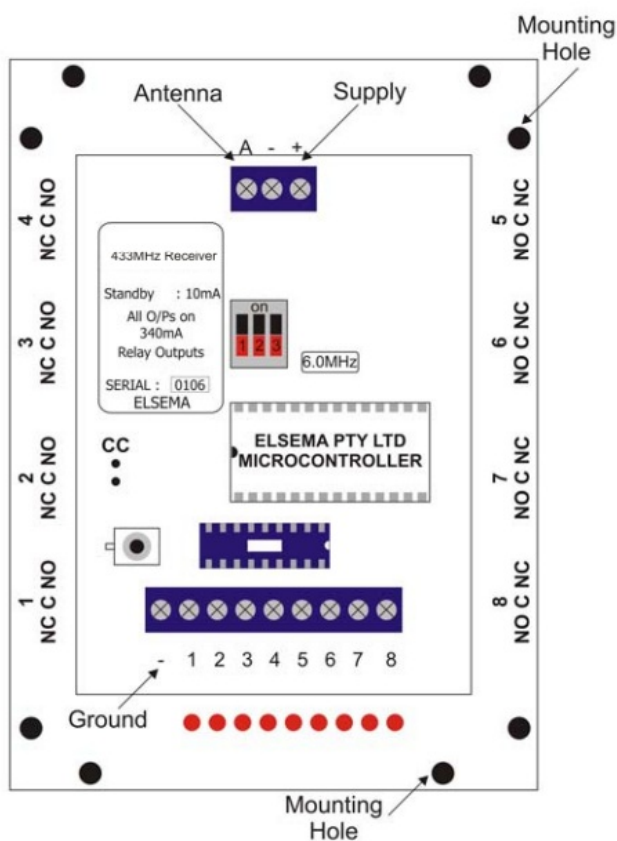 Mounting
Hole
Antenna
Supply
A - +
4
NC C NO
5
NO C NC
433MHz Receiver
Standby : 10mA
All O/Ps on
340mA
Relay Outputs
SERIAL : 0106
ELSEMA
on
1 2 3
6.0MHz
3
NC C NO
6
NO C NC
ELSEMA PTY LTD
MICROCONTROLLER
CC
2
NC C NO
7
NO C NC
1
NC C NO
8
NO C NC
- 1 2 3 4 5 6 7 8
Ground
Mounting
Hole